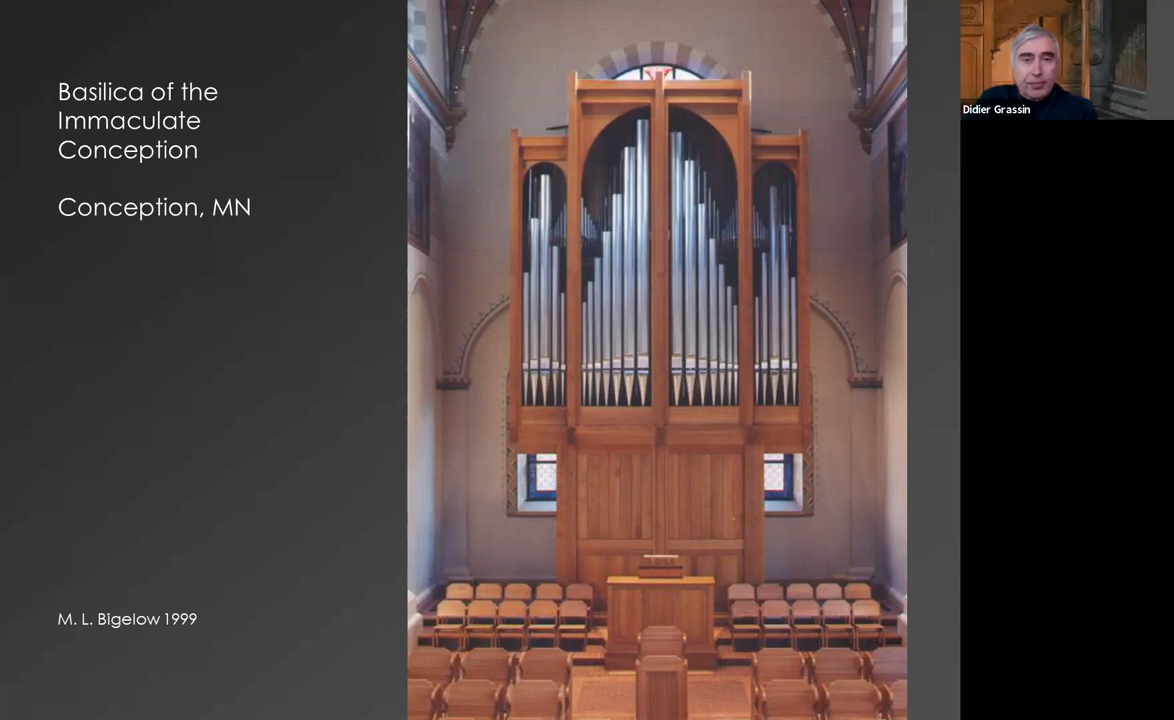 Basilica of the
Immaculate
Conception
Conception, MN
M. L. Bigelow 1999
Didier Grassin